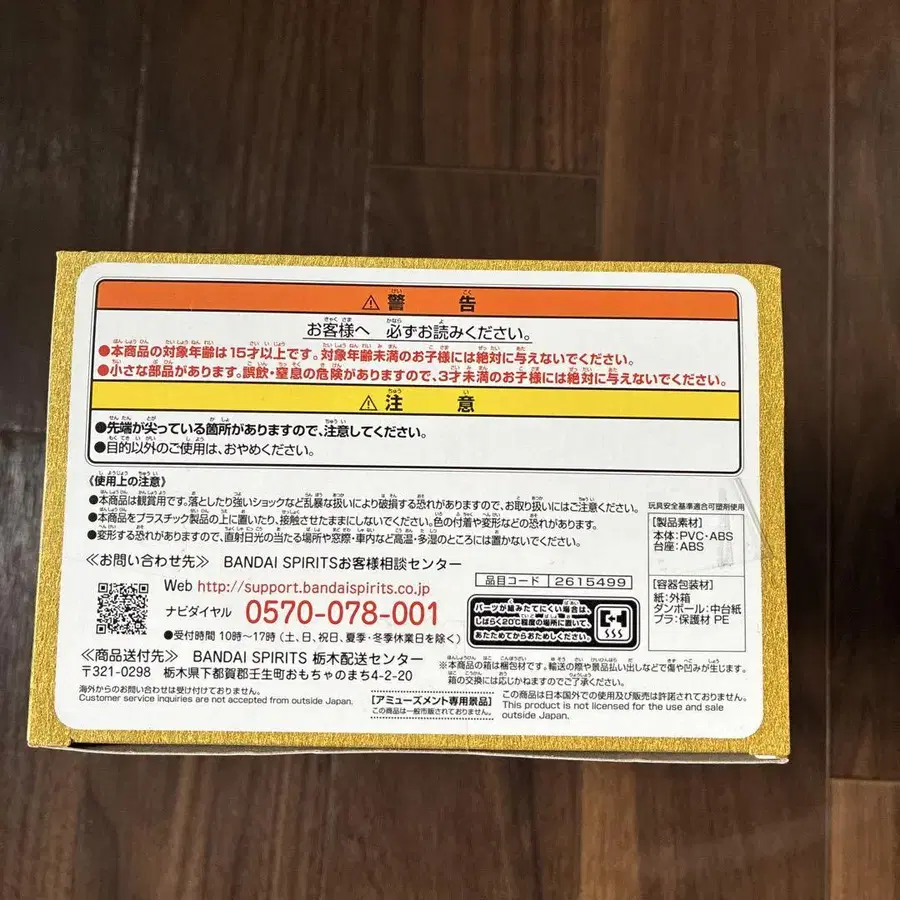 ⚠警告
お客様へ 必ずお読みください。
●本商品の対象年齢は15才以上です。対象年齢未満のお子様には絶対に与えないでください。
●小さな部品があります。誤飲・窒息の危険がありますので、3才未満のお子様には絶対に与えないでください。
⚠注意
●先端が尖っている箇所がありますので、注意してください。
●目的以外のご使用は、おやめください。
《使用上の注意》
●本商品は観賞用です。落としたり強いショックなど乱暴な扱いにより破損する恐れがありますので、お取り扱いにはご注意ください。
●本商品をプラスチック製品の上に置いたり、接触させたままにしないでください。色の付着や変形などの恐れがあります。
●変形する恐れがありますので、直射日光の当たる場所や窓際・車内など高温・多湿のところには置かないでください。
玩具安全基準適合可塑剤使用
[製品素材]
本体:PVC・ABS
台座:ABS
≪お問い合わせ先≫ BANDAI SPIRITSお客様相談センター
Web http://support.bandaispirits.co.jp
ナビダイヤル 0570-078-001
●受付時間 10時〜17時(土、日、祝日、夏季・冬季休業日を除く)
品目コード 2615499
パーツが組みたてにくい場合は、
しばらく20℃程度の場所に置いて、
あたためてからおためしください。
[容器包装材]
紙:外箱
ダンボール:中台紙
プラ:保護材 PE
≪商品送付先≫ BANDAI SPIRITS 栃木配送センター
〒321-0298 栃木県下都賀郡壬生町おもちゃのまち4-2-20
※本商品の箱は梱包材です。輸送の際や景品払い出しなどで傷や凹みが生じます。
箱の交換には応じかねますのでご了承ください。
海外からのお問い合わせは受け付けておりません。
Customer service inquiries are not accepted from outside Japan.
[アミューズメント専用景品]
この商品は一般市販されておりません。
この商品は日本国外での使用及び販売は許諾されておりません。
This product is not licensed for the use and sale
outside Japan.